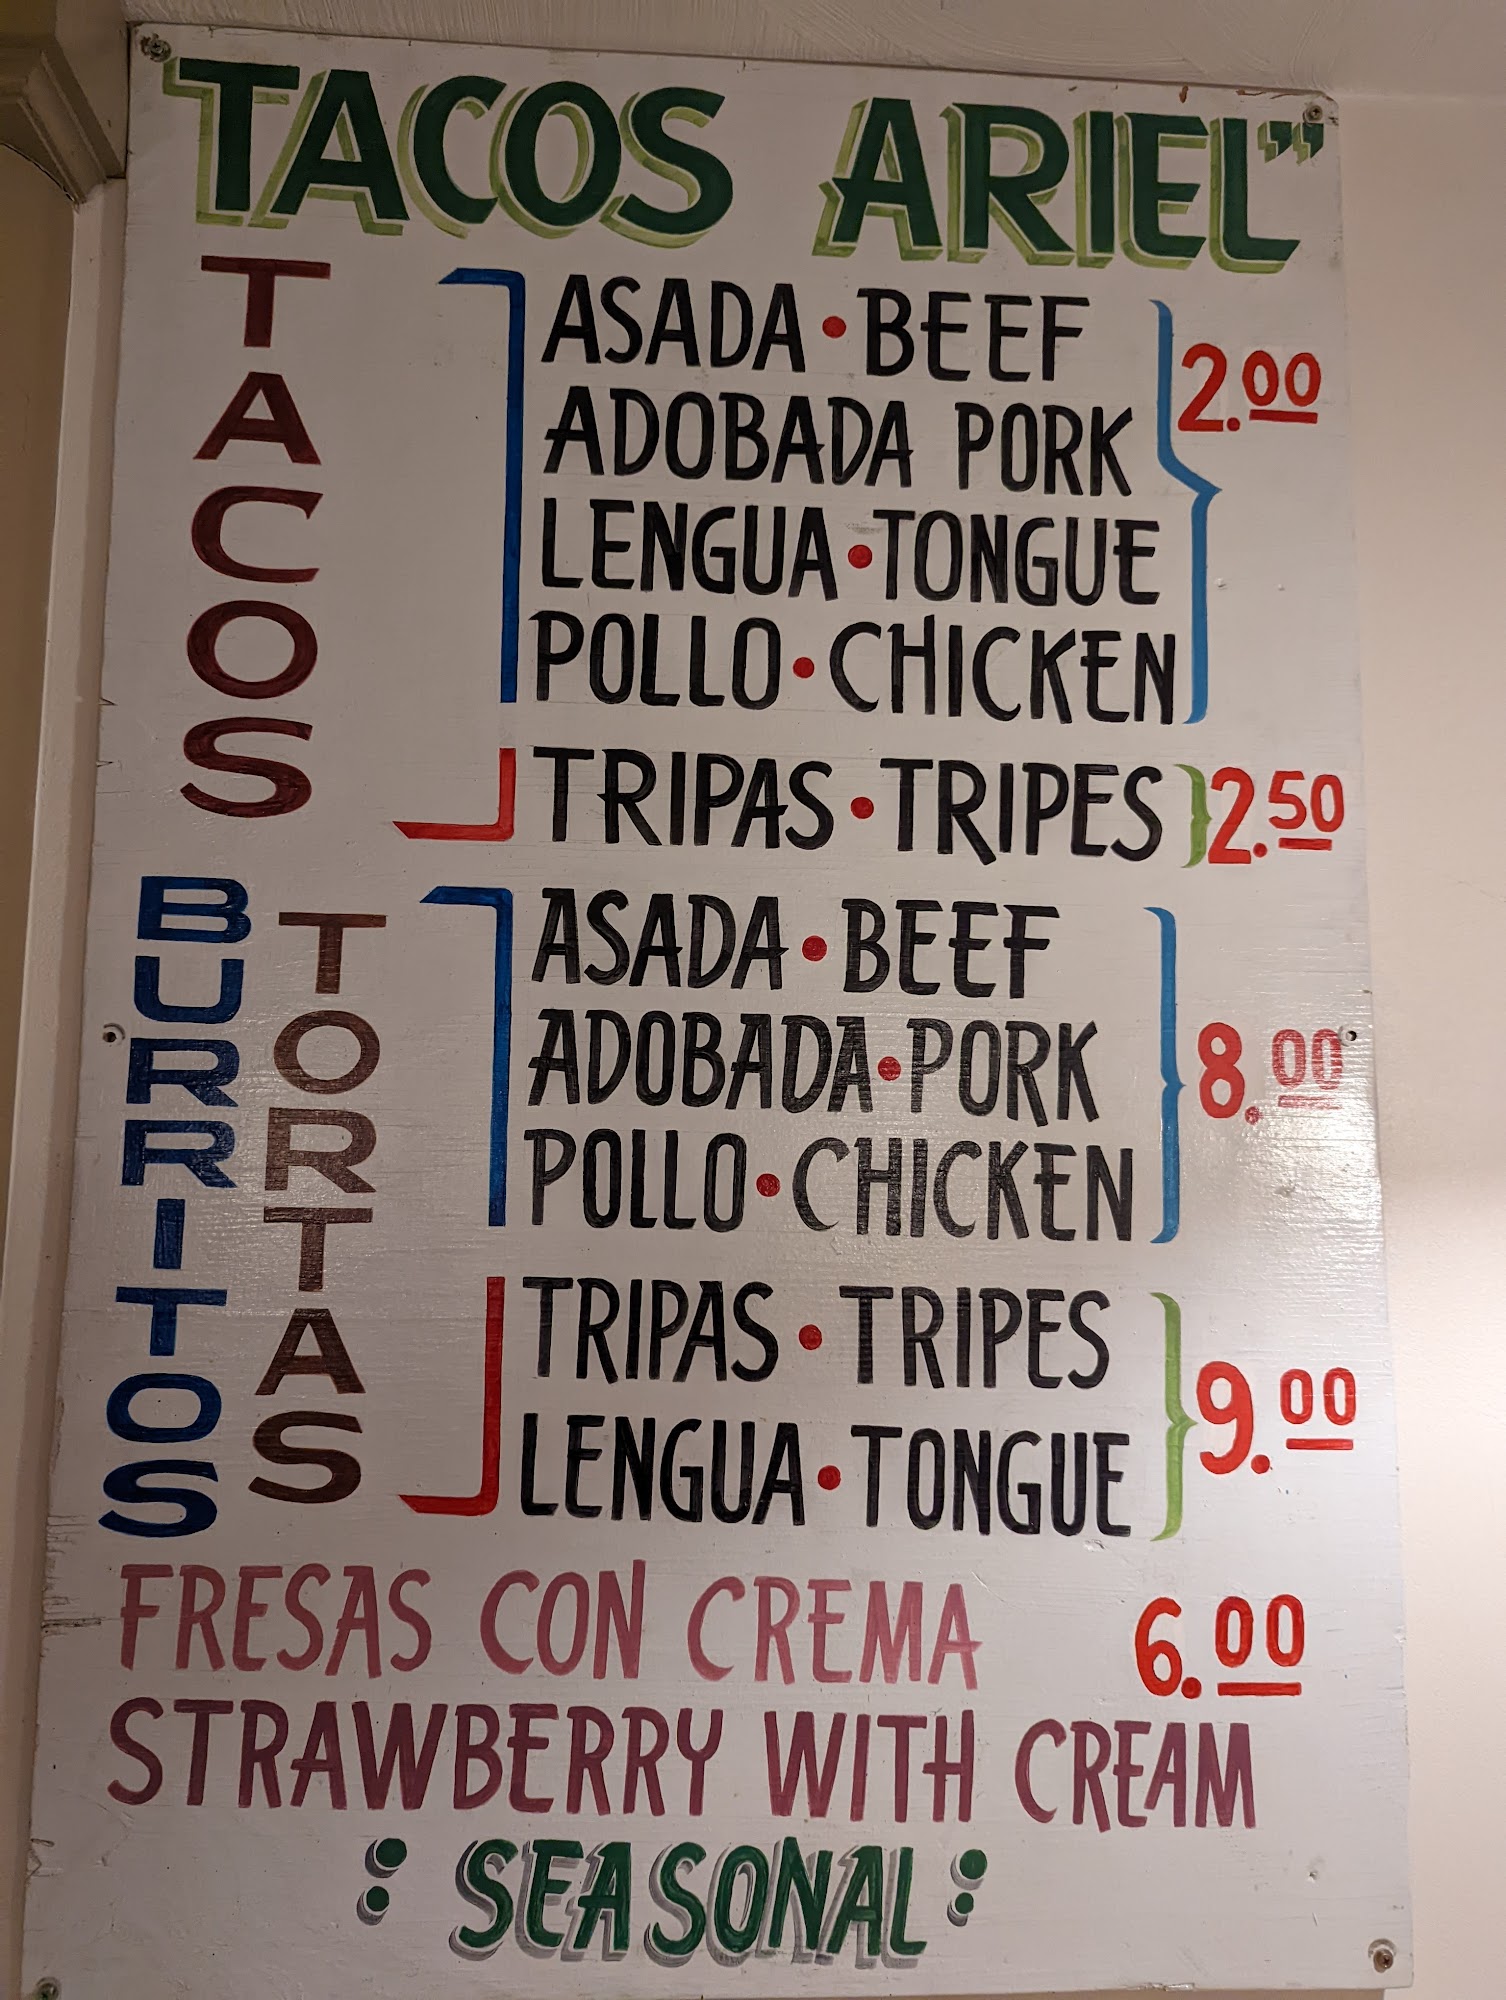 TACOS ARIEL”
TACOS
ASADA • BEEF
ADOBADA PORK
LENGUA • TONGUE
POLLO • CHICKEN
2.00
TRIPAS • TRIPES
2.50
BURRITOS
TORTAS
ASADA • BEEF
ADOBADA • PORK
POLLO • CHICKEN
8.00
TRIPAS • TRIPES
LENGUA • TONGUE
9.00
FRESAS CON CREMA 6.00
STRAWBERRY WITH CREAM
: SEASONAL :